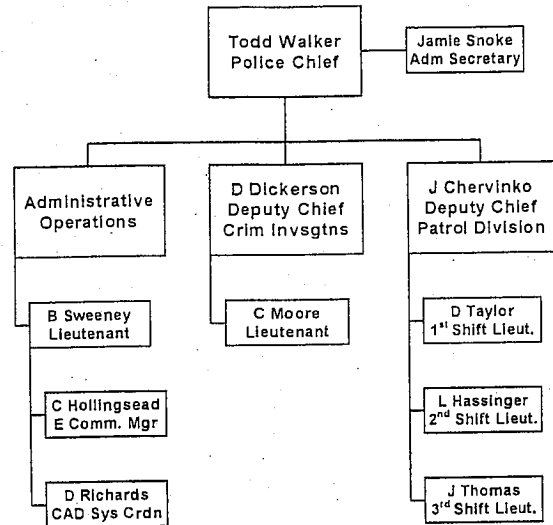 Todd Walker
Police Chief
Jamie Snoke
Adm Secretary
Administrative
Operations
D Dickerson
Deputy Chief
Crim Invsgtns
J Chervinko
Deputy Chief
Patrol Division
B Sweeney
Lieutenant
C Hollingsead
E Comm. Mgr
D Richards
CAD Sys Crdn
C Moore
Lieutenant
D Taylor
1st Shift Lieut.
L Hassinger
2nd Shift Lieut.
J Thomas
3rd Shift Lieut.